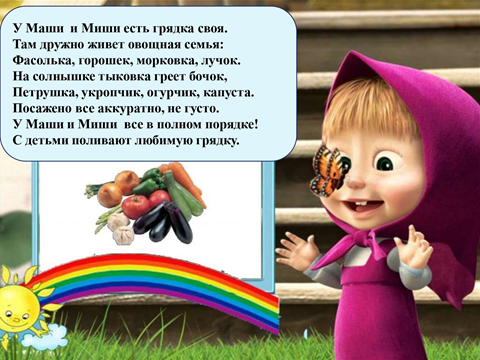 У Маши  и Миши есть грядка своя.
Там дружно живет овощная семья:
Фасолька, горошек, морковка, лучок.
На солнышке тыковка греет бочок,
Петрушка, укропчик, огурчик, капуста.
Посажено все аккуратно, не густо.
У Маши и Миши  все в полном порядке!
С детьми поливают любимую грядку.